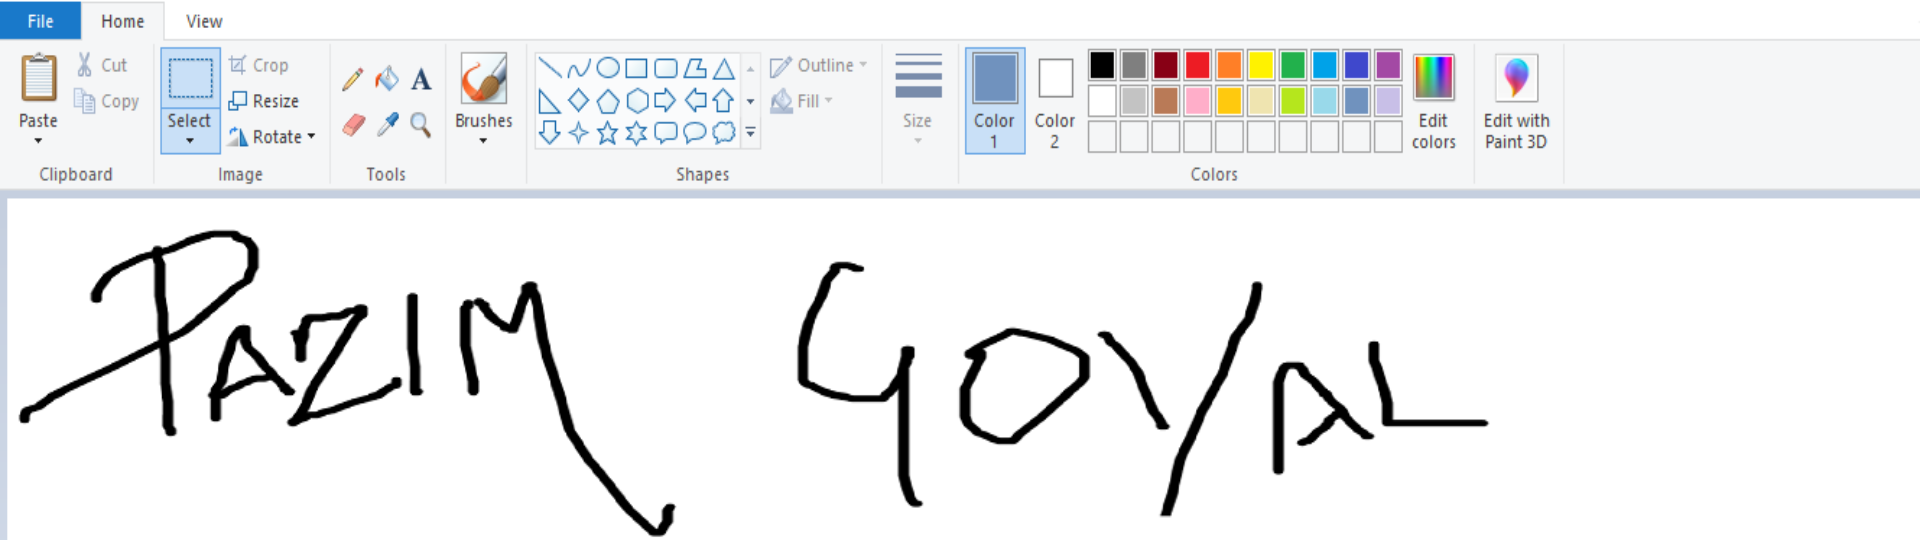 File Home View
Paste Cut Copy Clipboard
Select Crop Resize Rotate Image
A Tools
Brushes
Outline Fill Shapes
Size
Color 1 Color 2 Edit colors Colors
Edit with Paint 3D
PAZIM GOYAL